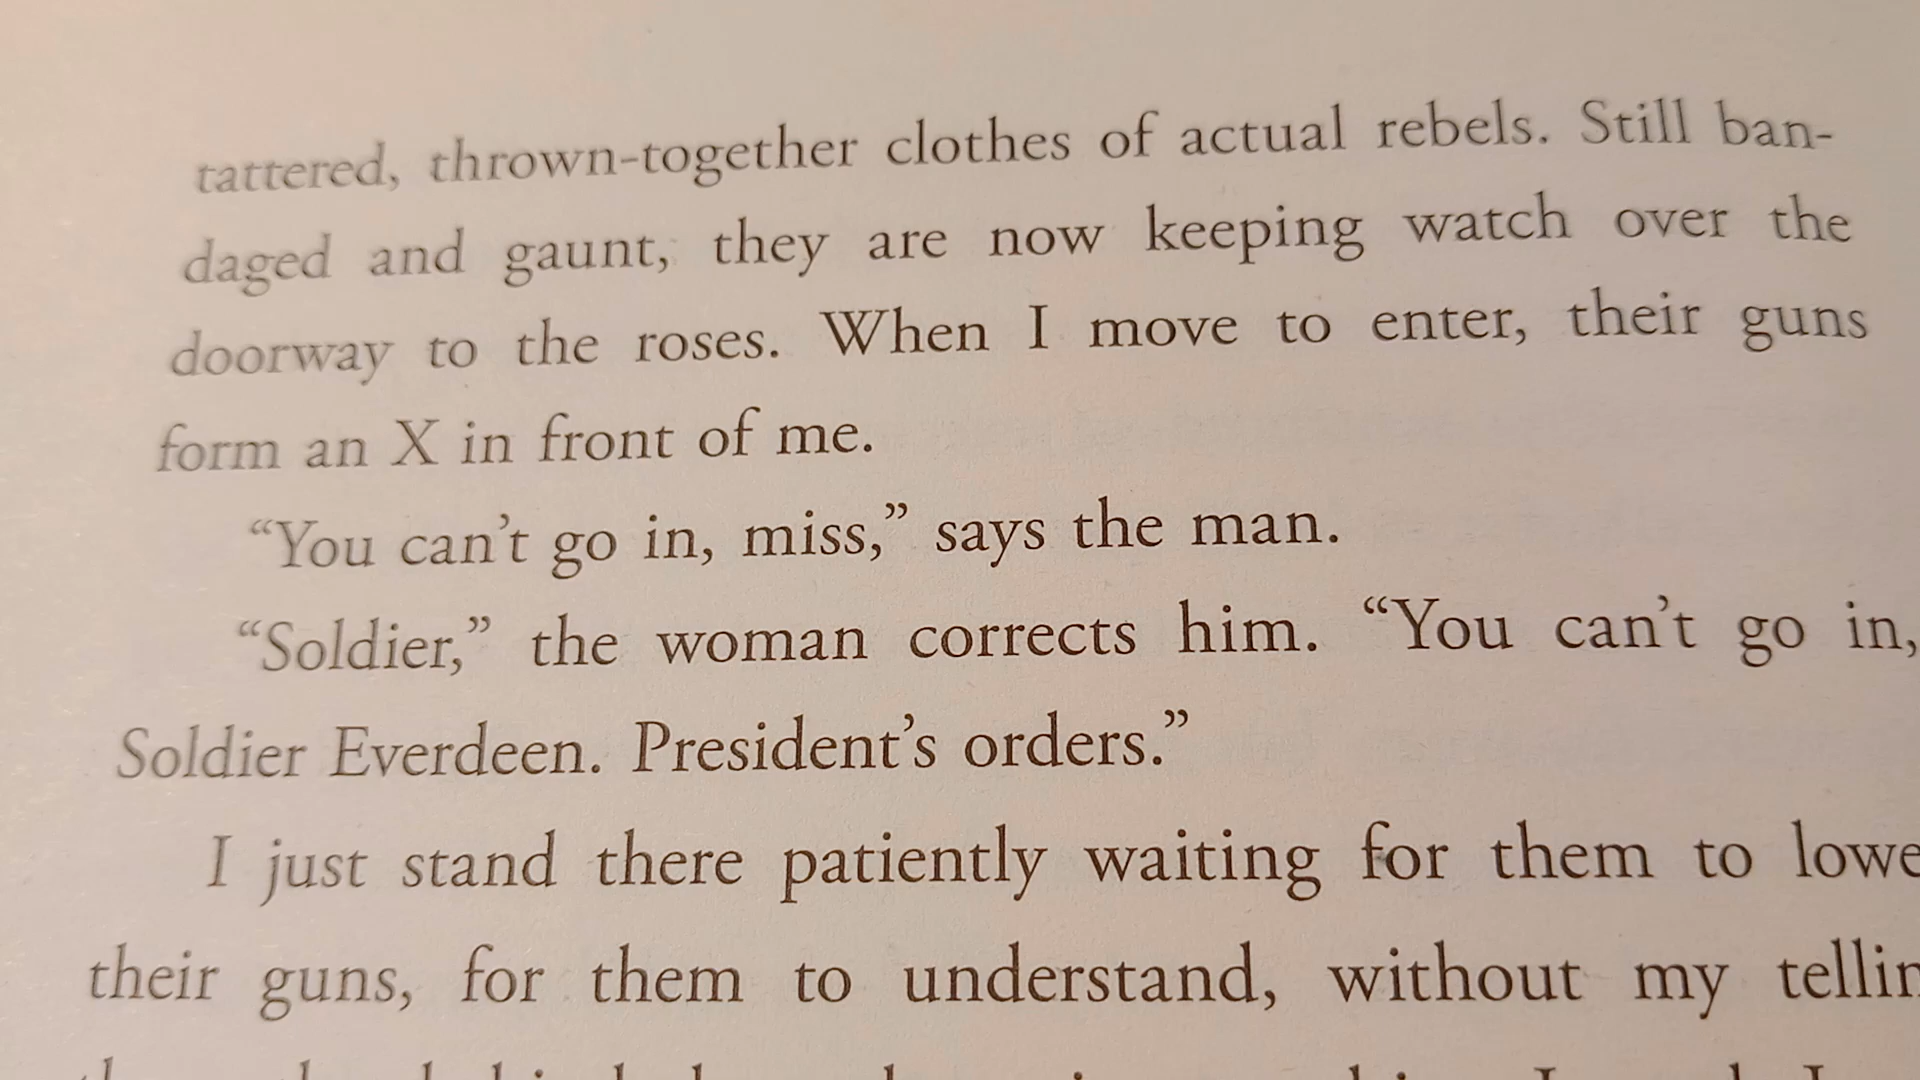 tattered, thrown-together clothes of actual rebels. Still ban-
daged and gaunt, they are now keeping watch over the
doorway to the roses. When I move to enter, their guns
form an X in front of me.
“You can’t go in, miss,” says the man.
“Soldier,” the woman corrects him. “You can’t go in,
Soldier Everdeen. President’s orders.”
I just stand there patiently waiting for them to lowe
their guns, for them to understand, without my tellin